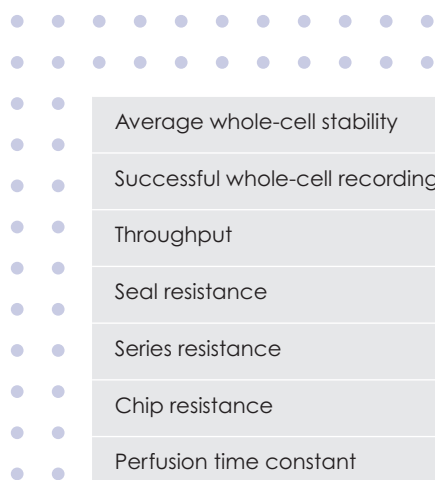 Average whole-cell stability
Successful whole-cell recording
Throughput
Seal resistance
Series resistance
Chip resistance
Perfusion time constant